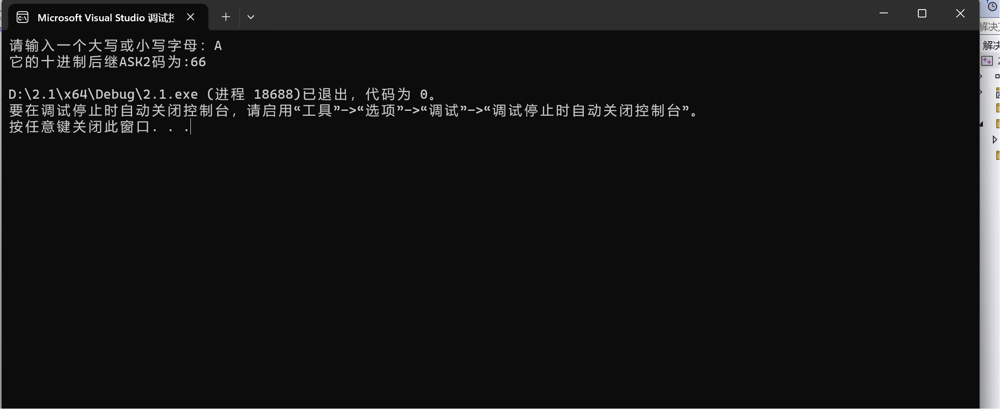 Microsoft Visual Studio 调试
请输入一个大写或小写字母: A
它的十进制后继ASK2码为:66
D:\2.1\x64\Debug\2.1.exe (进程 18688)已退出, 代码为 0。
要在调试停止时自动关闭控制台, 请启用“工具”->“选项”->“调试”->“调试停止时自动关闭控制台”。
按任意键关闭此窗口. . .
解决
解决